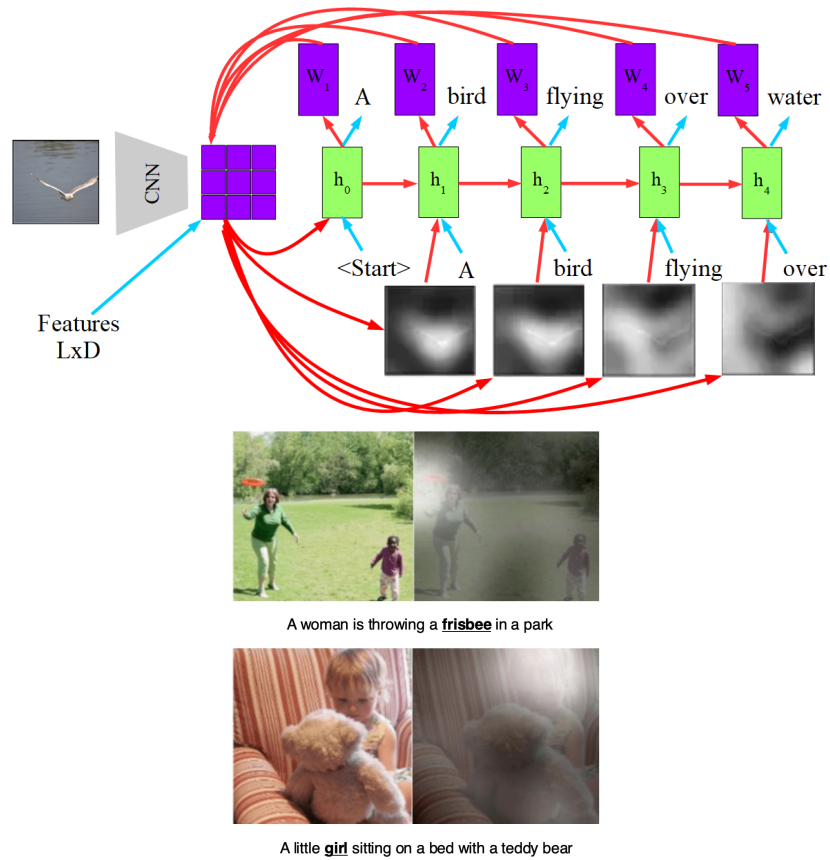 W1 W2 W3 W4 W5
A bird flying over water
CNN
h0 h1 h2 h3 h4
<Start> A bird flying over
Features
LxD
A woman is throwing a frisbee in a park
A little girl sitting on a bed with a teddy bear